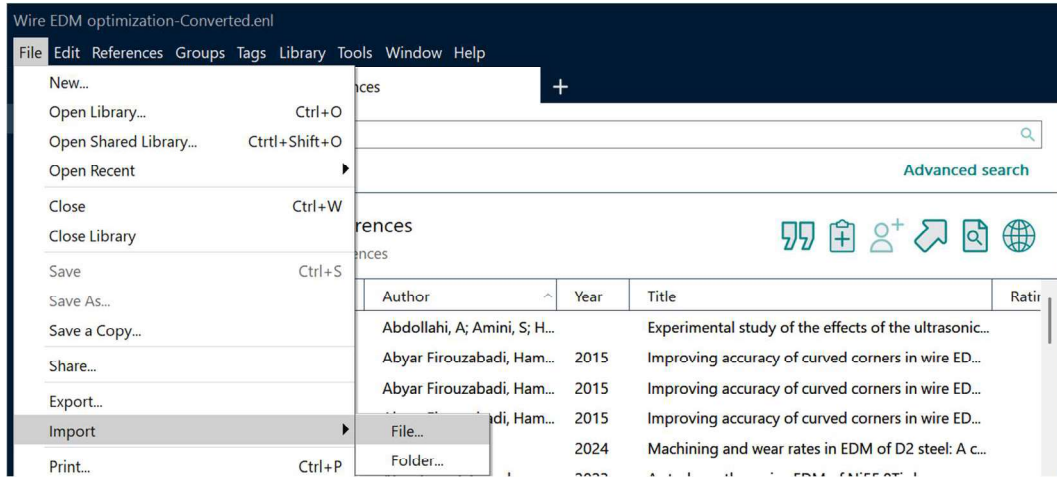 Wire EDM optimization-Converted.enl
File Edit References Groups Tags Library Tools Window Help
New...
Open Library... Ctrl+O
Open Shared Library... Ctrtl+Shift+O
Open Recent
Close Ctrl+W
Close Library
Save Ctrl+S
Save As...
Save a Copy...
Share...
Export...
Import
Print... Ctrl+P
File...
Folder...
nces
+
Advanced search
rences
ences
Author Year Title Ratin
Abdollahi, A; Amini, S; H... Experimental study of the effects of the ultrasonic...
Abyar Firouzabadi, Ham... 2015 Improving accuracy of curved corners in wire ED...
Abyar Firouzabadi, Ham... 2015 Improving accuracy of curved corners in wire ED...
adi, Ham... 2015 Improving accuracy of curved corners in wire ED...
2024 Machining and wear rates in EDM of D2 steel: A c...